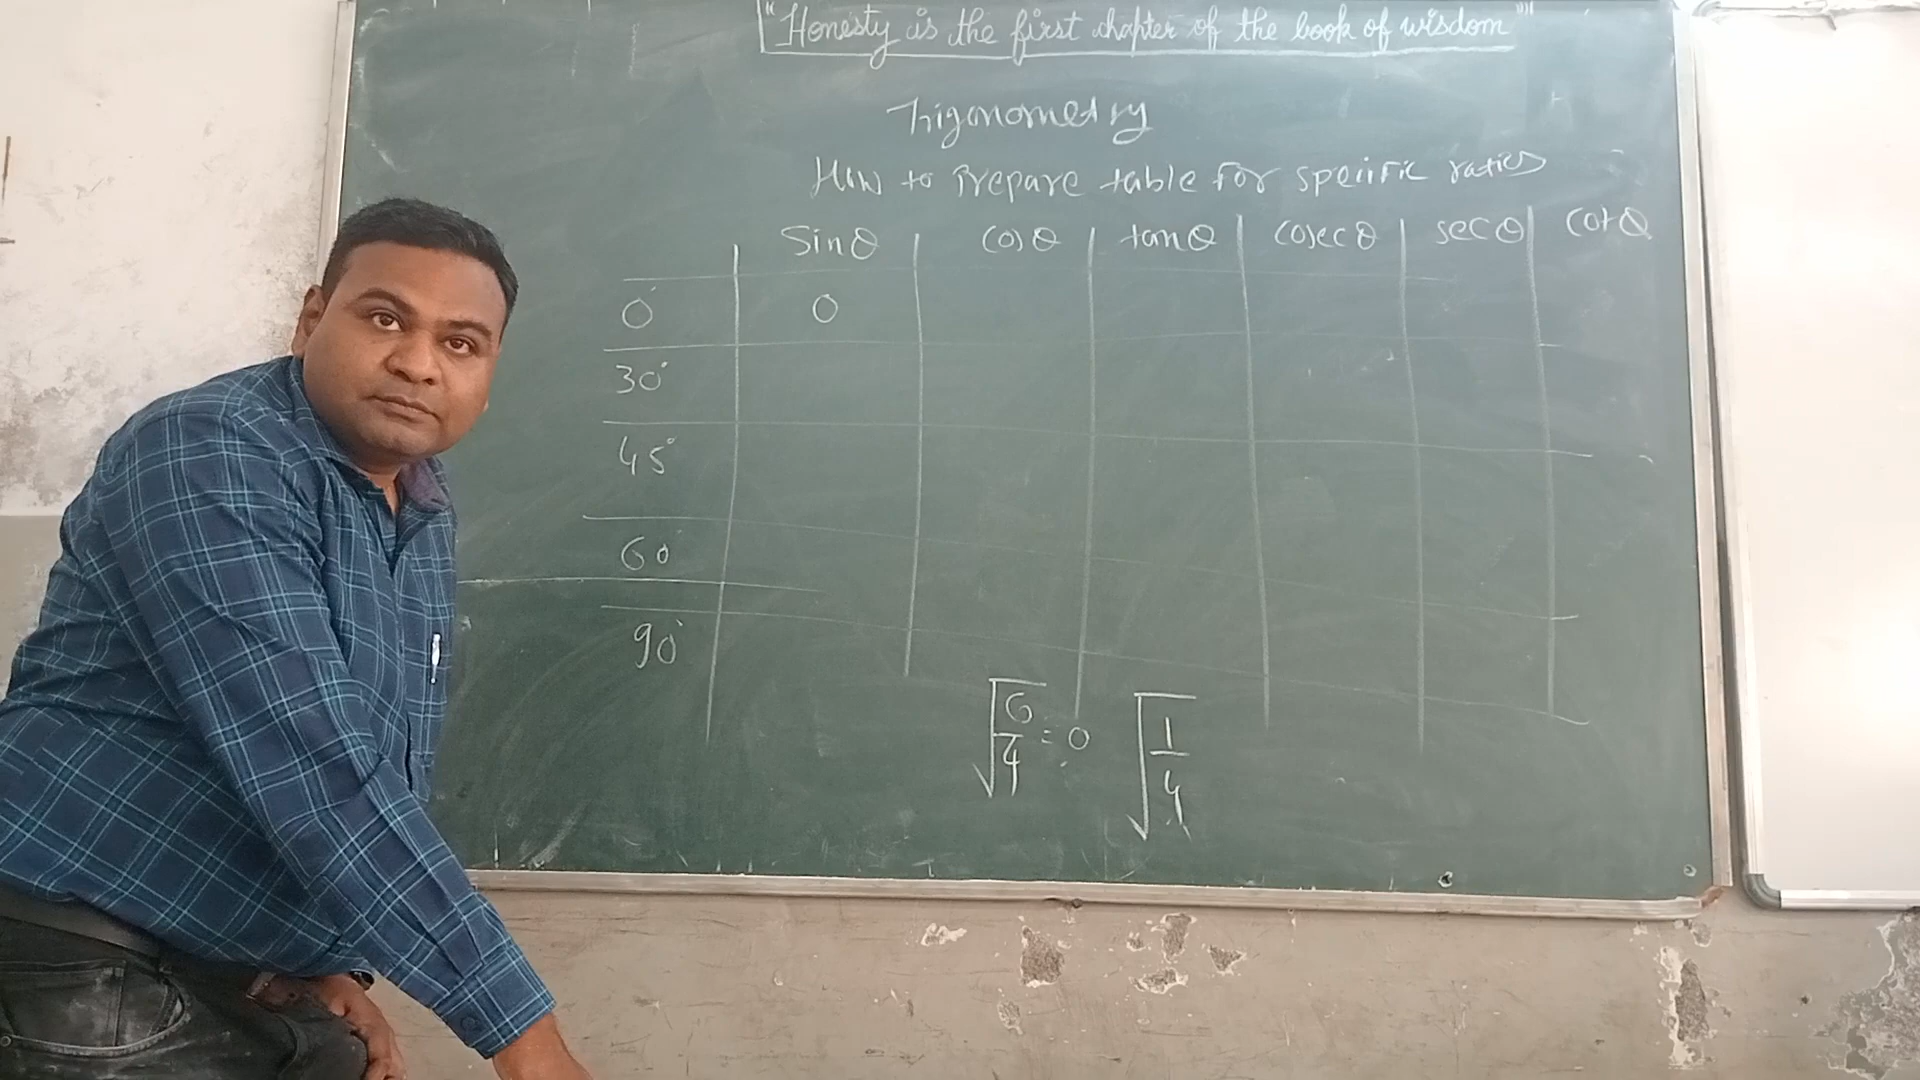 "Honesty is the first chapter of the book of wisdom"
Trigonometry
How to Prepare table for specific ratios
Sinθ cosθ tanθ cosecθ secθ cotθ
0° 0
30°
45°
60°
90°
√0/4 = 0 √1/4